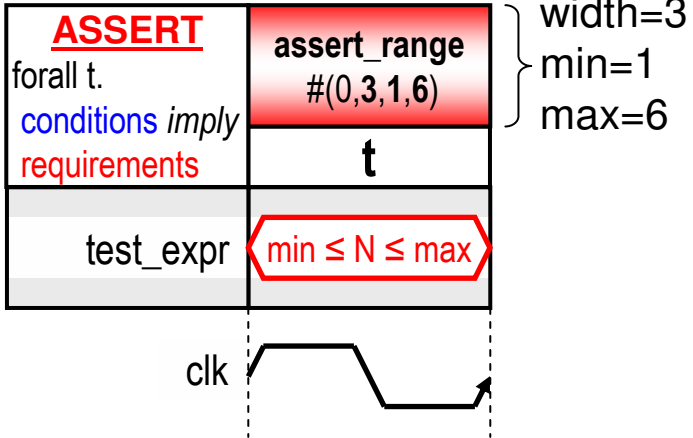 ASSERT
forall t.
conditions imply
requirements
assert_range
#(0,3,1,6)
width=3
min=1
max=6
t
test_expr
min ≤ N ≤ max
clk